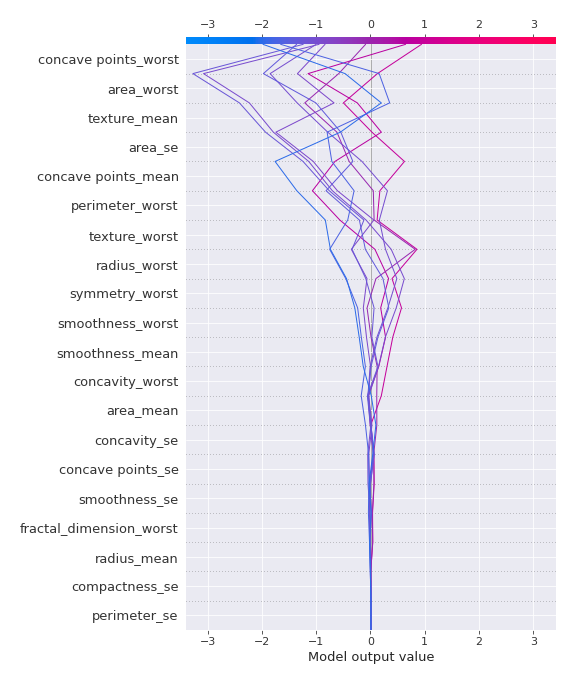 −3 −2 −1 0 1 2 3
concave points_worst
area_worst
texture_mean
area_se
concave points_mean
perimeter_worst
texture_worst
radius_worst
symmetry_worst
smoothness_worst
smoothness_mean
concavity_worst
area_mean
concavity_se
concave points_se
smoothness_se
fractal_dimension_worst
radius_mean
compactness_se
perimeter_se
−3 −2 −1 0 1 2 3
Model output value